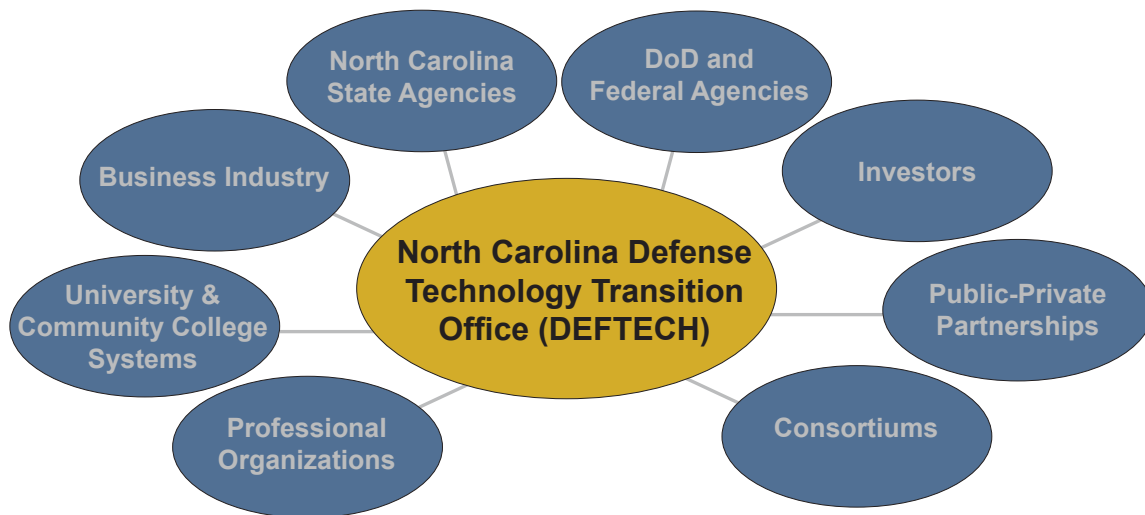 North Carolina
State Agencies
DoD and
Federal Agencies
Business Industry
Investors
North Carolina Defense
Technology Transition
Office (DEFTECH)
University &
Community College
Systems
Public-Private
Partnerships
Professional
Organizations
Consortiums